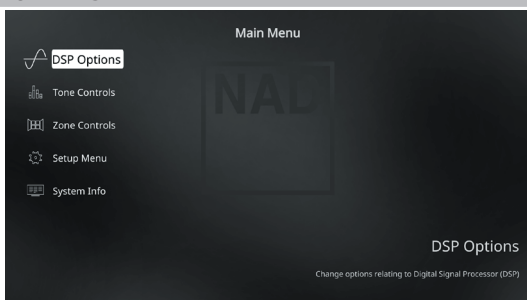 Main Menu
DSP Options
Tone Controls
Zone Controls
Setup Menu
System Info
NAD
DSP Options
Change options relating to Digital Signal Processor (DSP)